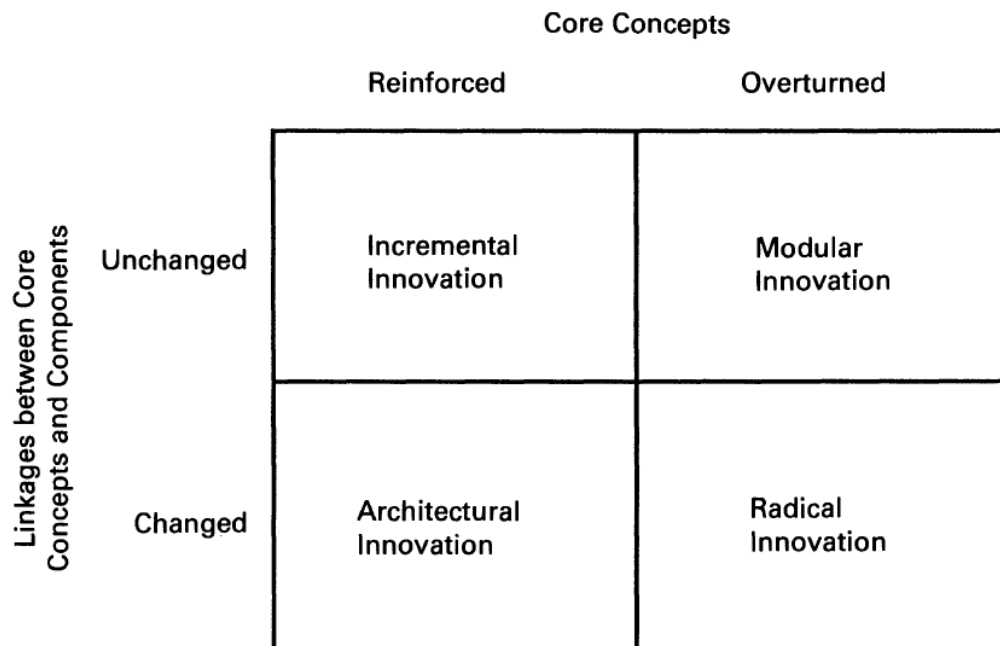 Core Concepts
Reinforced
Overturned
Linkages between Core
Concepts and Components
Unchanged
Incremental
Innovation
Modular
Innovation
Changed
Architectural
Innovation
Radical
Innovation